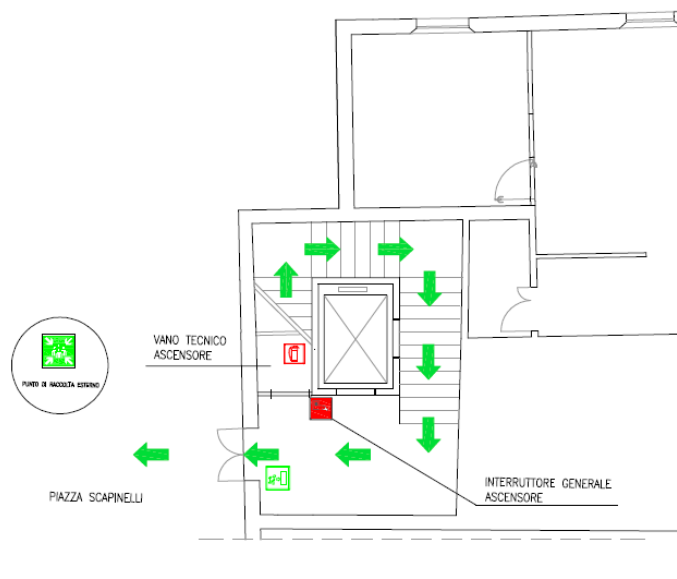 VANO TECNICO
ASCENSORE
PUNTO DI RACCOLTA ESTERNO
INTERRUTTORE GENERALE
ASCENSORE
PIAZZA SCAPINELLI